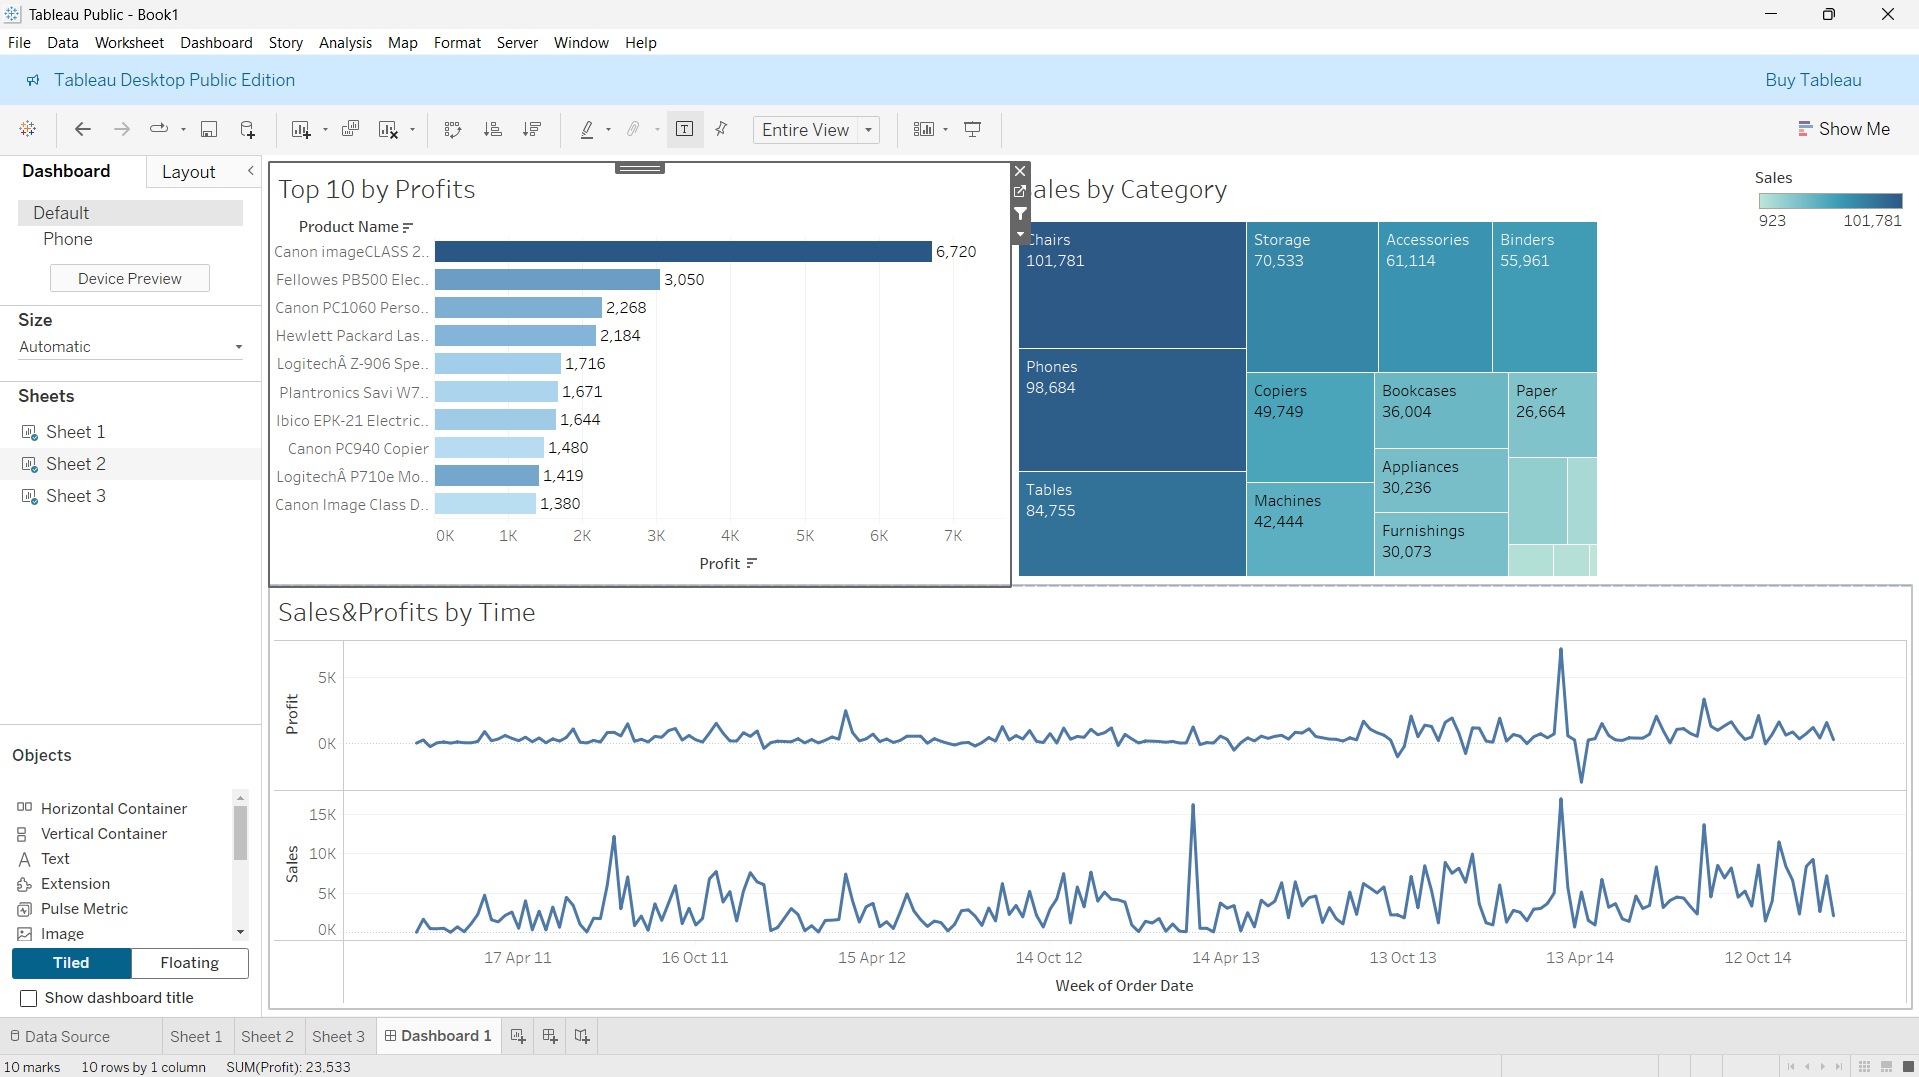 Tableau Public - Book1
File Data Worksheet Dashboard Story Analysis Map Format Server Window Help
Tableau Desktop Public Edition
Buy Tableau
Entire View
Show Me
Dashboard
Layout
Default
Phone
Device Preview
Size
Automatic
Sheets
Sheet 1
Sheet 2
Sheet 3
Objects
Horizontal Container
Vertical Container
Text
Extension
Pulse Metric
Image
Tiled
Floating
Show dashboard title
Top 10 by Profits
Product Name
Canon imageCLASS 2.. 6,720
Fellowes PB500 Elec.. 3,050
Canon PC1060 Perso.. 2,268
Hewlett Packard Las.. 2,184
LogitechÂ Z-906 Spe.. 1,716
Plantronics Savi W7.. 1,671
Ibico EPK-21 Electric.. 1,644
Canon PC940 Copier 1,480
LogitechÂ P710e Mo.. 1,419
Canon Image Class D.. 1,380
0K 1K 2K 3K 4K 5K 6K 7K
Profit
ales by Category
Chairs
101,781
Phones
98,684
Tables
84,755
Storage
70,533
Accessories
61,114
Binders
55,961
Copiers
49,749
Machines
42,444
Bookcases
36,004
Appliances
30,236
Furnishings
30,073
Paper
26,664
Sales
923 101,781
Sales&Profits by Time
Profit
5K
0K
Sales
15K
10K
5K
0K
17 Apr 11 16 Oct 11 15 Apr 12 14 Oct 12 14 Apr 13 13 Oct 13 13 Apr 14 12 Oct 14
Week of Order Date
Data Source Sheet 1 Sheet 2 Sheet 3 Dashboard 1
10 marks 10 rows by 1 column SUM(Profit): 23,533